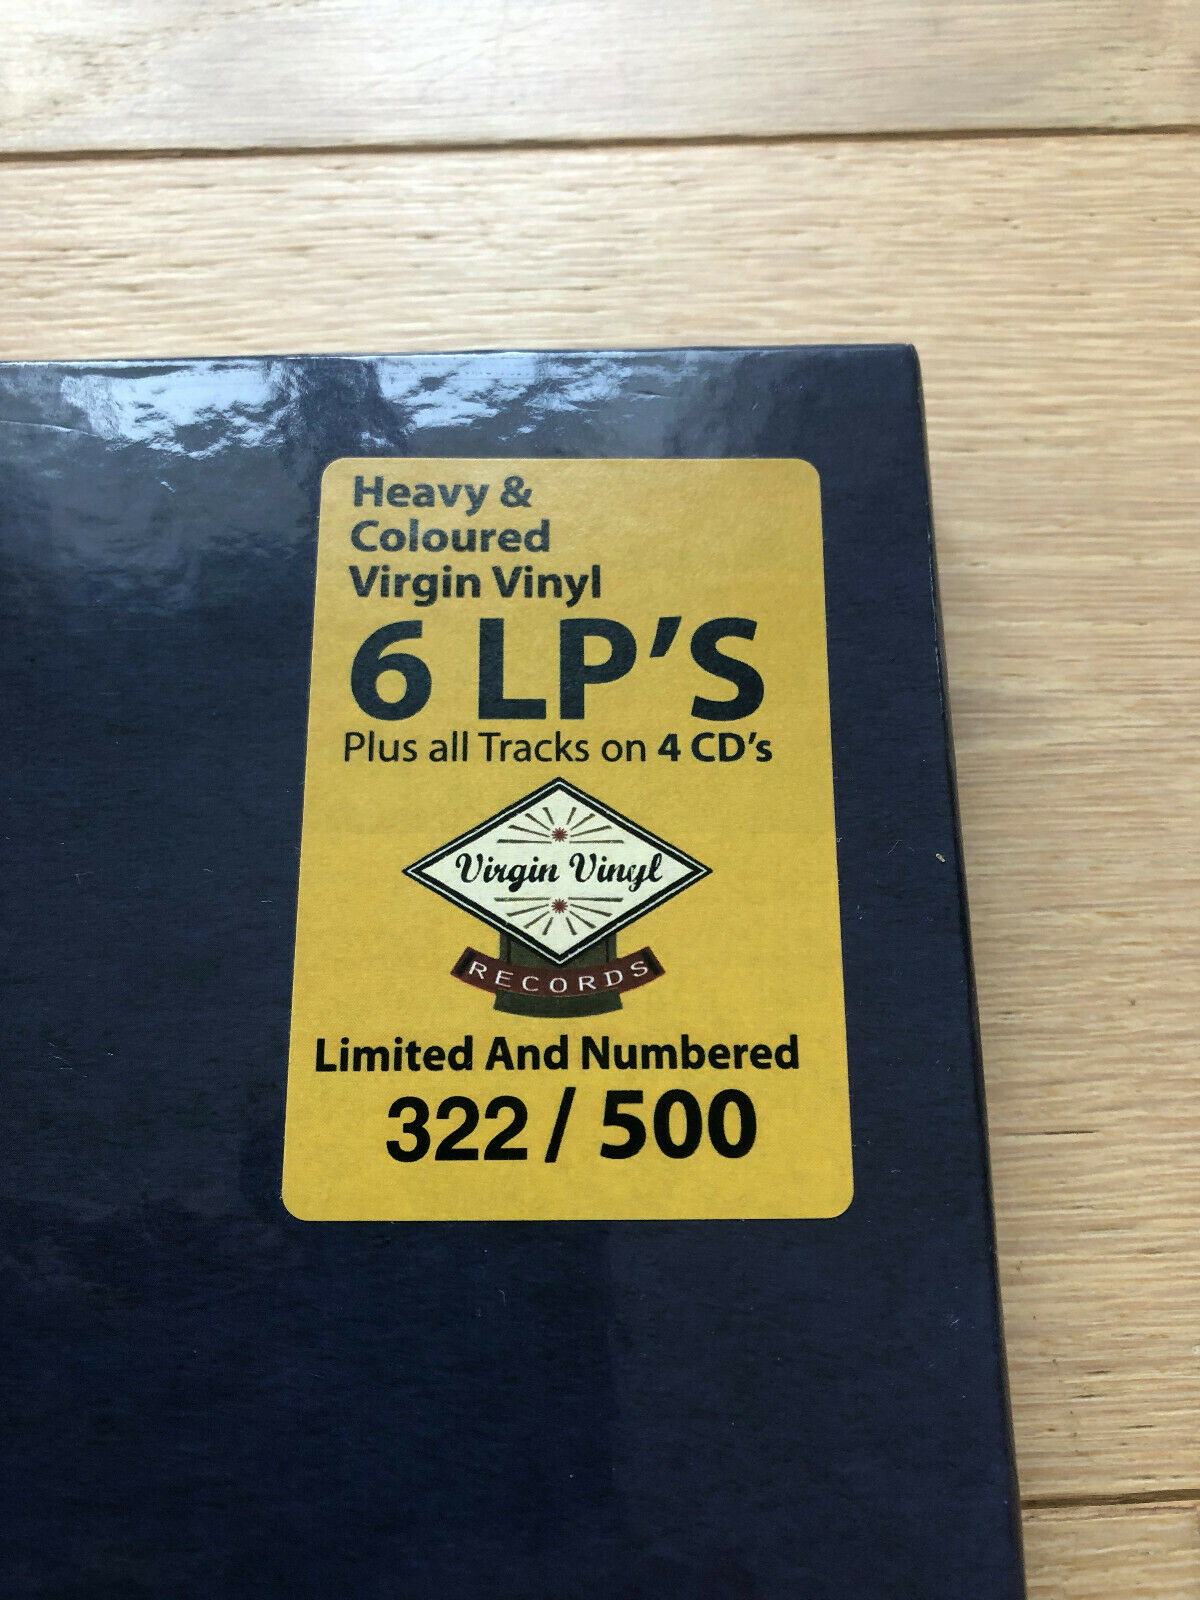 Heavy &
Coloured
Virgin Vinyl
6 LP'S
Plus all Tracks on 4 CD's
Virgin Vinyl
RECORDS
Limited And Numbered
322 / 500